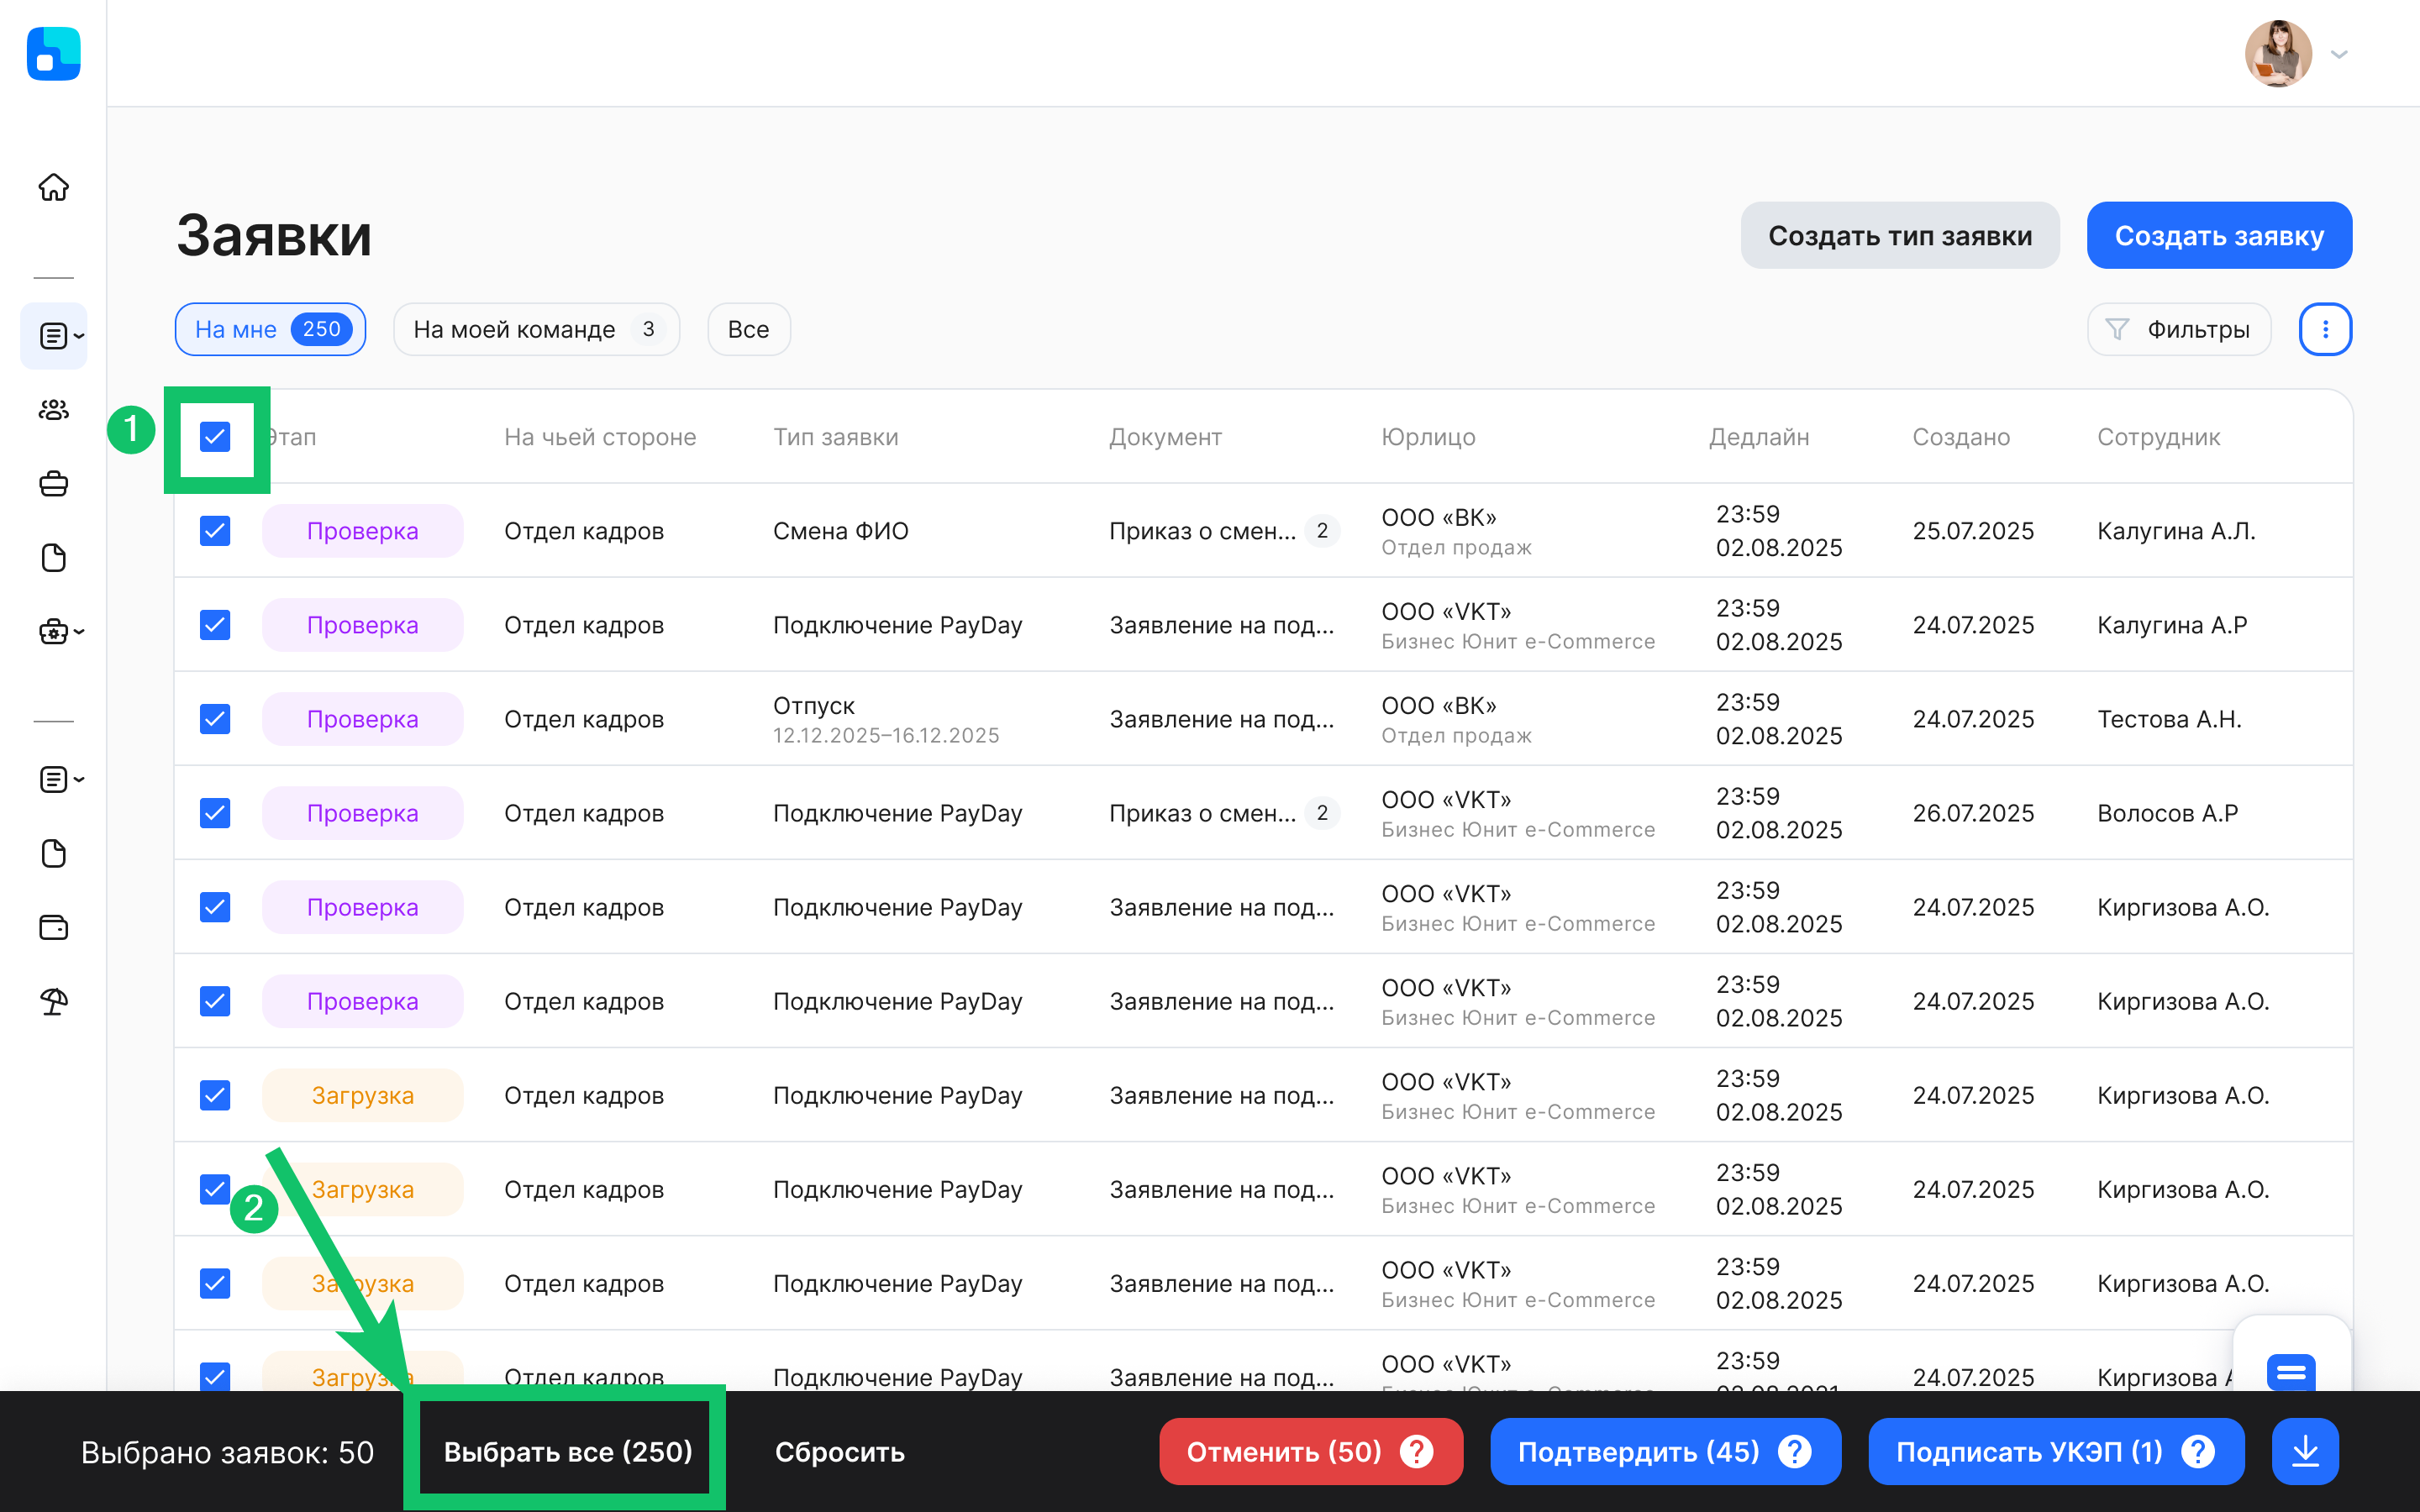 Заявки
Создать тип заявки
Создать заявку
На мне 250
На моей команде 3
Все
Фильтры
1
Этап На чьей стороне Тип заявки Документ Юрлицо Дедлайн Создано Сотрудник
Проверка Отдел кадров Смена ФИО Приказ о смен... 2 ООО «ВК» 23:59 25.07.2025 Калугина А.Л.
Отдел продаж 02.08.2025
Проверка Отдел кадров Подключение PayDay Заявление на под... ООО «VKT» 23:59 24.07.2025 Калугина А.Р
Бизнес Юнит e-Commerce 02.08.2025
Проверка Отдел кадров Отпуск Заявление на под... ООО «ВК» 23:59 24.07.2025 Тестова А.Н.
12.12.2025–16.12.2025 Отдел продаж 02.08.2025
Проверка Отдел кадров Подключение PayDay Приказ о смен... 2 ООО «VKT» 23:59 26.07.2025 Волосов А.Р
Бизнес Юнит e-Commerce 02.08.2025
Проверка Отдел кадров Подключение PayDay Заявление на под... ООО «VKT» 23:59 24.07.2025 Киргизова А.О.
Бизнес Юнит e-Commerce 02.08.2025
Проверка Отдел кадров Подключение PayDay Заявление на под... ООО «VKT» 23:59 24.07.2025 Киргизова А.О.
Бизнес Юнит e-Commerce 02.08.2025
Загрузка Отдел кадров Подключение PayDay Заявление на под... ООО «VKT» 23:59 24.07.2025 Киргизова А.О.
Бизнес Юнит e-Commerce 02.08.2025
2
Загрузка Отдел кадров Подключение PayDay Заявление на под... ООО «VKT» 23:59 24.07.2025 Киргизова А.О.
Бизнес Юнит e-Commerce 02.08.2025
Загрузка Отдел кадров Подключение PayDay Заявление на под... ООО «VKT» 23:59 24.07.2025 Киргизова А.О.
Бизнес Юнит e-Commerce 02.08.2025
Загрузка Отдел кадров Подключение PayDay Заявление на под... ООО «VKT» 23:59 24.07.2025 Киргизова
Выбрано заявок: 50
Выбрать все (250)
Сбросить
Отменить (50) ?
Подтвердить (45) ?
Подписать УКЭП (1) ?